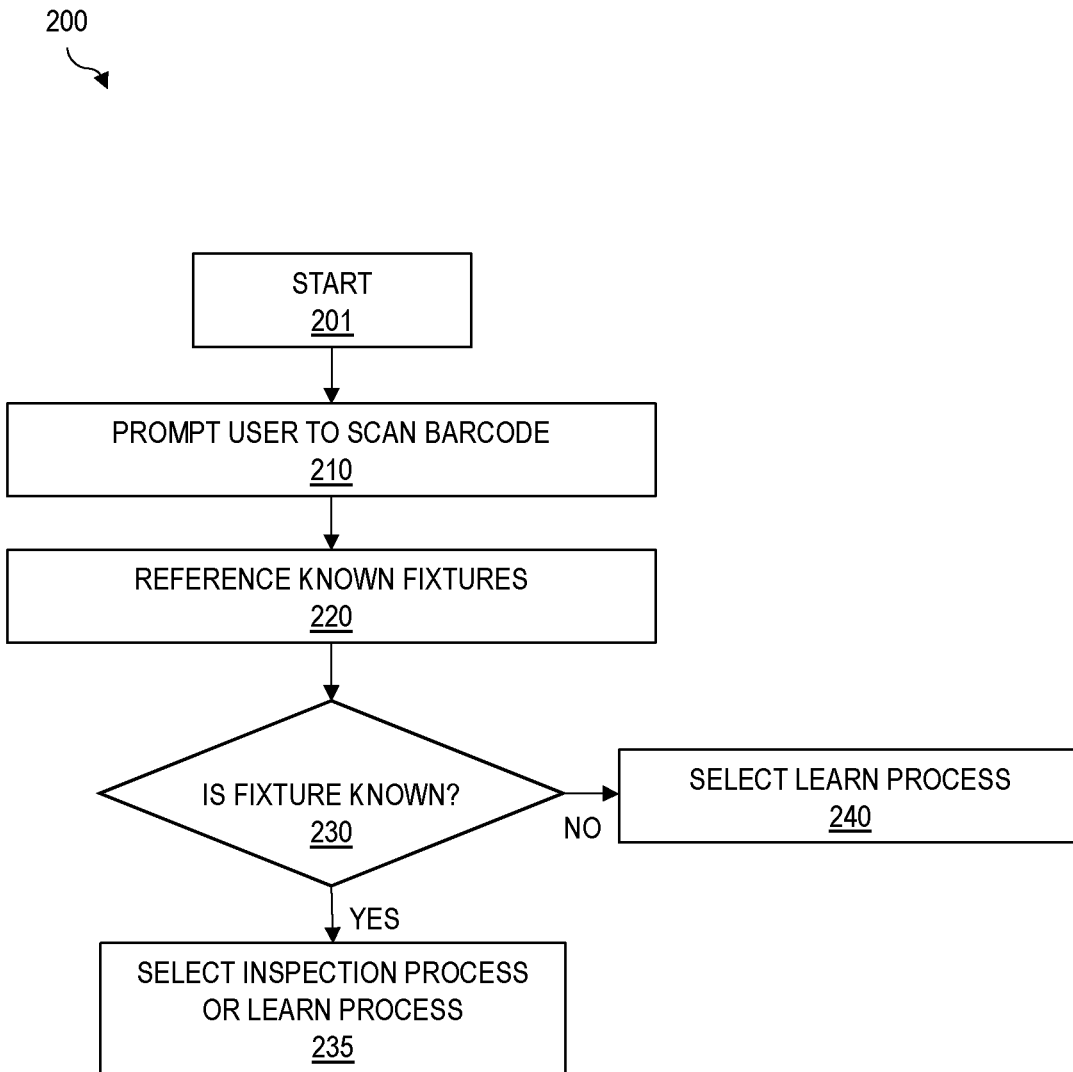 200
START
201
PROMPT USER TO SCAN BARCODE
210
REFERENCE KNOWN FIXTURES
220
IS FIXTURE KNOWN?
230
NO
SELECT LEARN PROCESS
240
YES
SELECT INSPECTION PROCESS
OR LEARN PROCESS
235